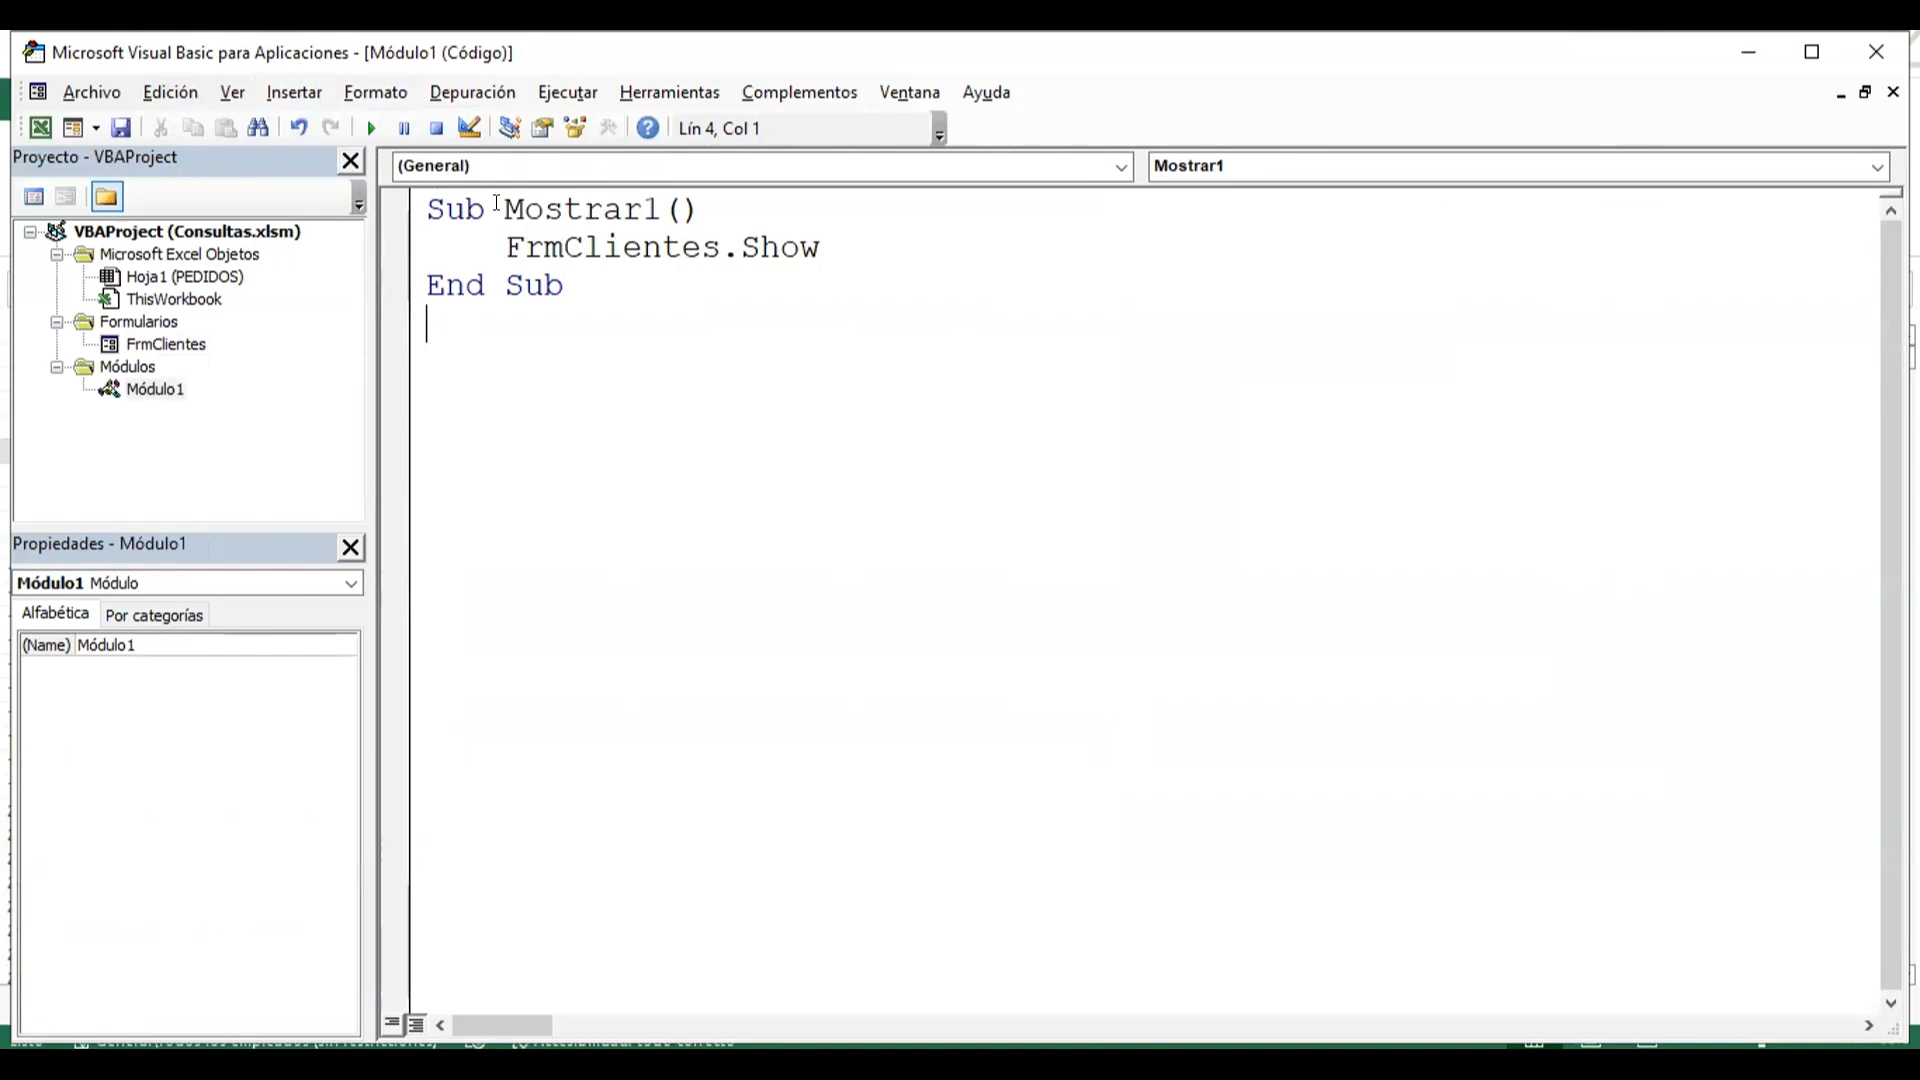 Microsoft Visual Basic para Aplicaciones - [Módulo1 (Código)]
Archivo Edición Ver Insertar Formato Depuración Ejecutar Herramientas Complementos Ventana Ayuda
Lín 4, Col 1
Proyecto - VBAProject
(General)
Mostrar1
VBAProject (Consultas.xlsm)
Microsoft Excel Objetos
Hoja1 (PEDIDOS)
ThisWorkbook
Formularios
FrmClientes
Módulos
Módulo1
Sub Mostrar1()
FrmClientes.Show
End Sub
Propiedades - Módulo1
Módulo1 Módulo
Alfabética
Por categorías
(Name) Módulo1